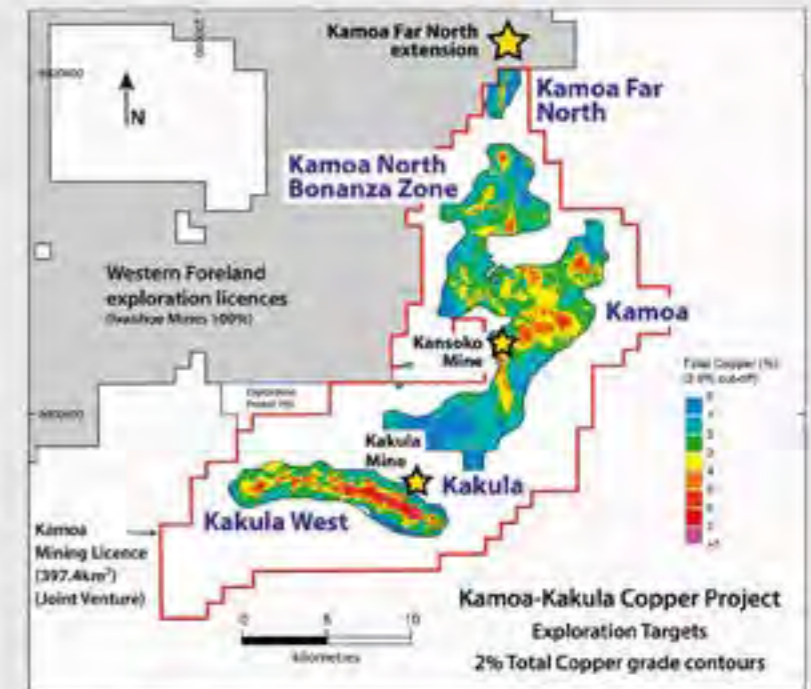 Kamoa Far North
extension
Kamoa Far
North
N
Kamoa North
Bonanza Zone
Western Foreland
exploration licences
(Ivanhoe Mines 100%)
Kamoa
Kansoko
Mine
Total Copper (%)
Kakula
Mine
Kakula
Kakula West
Kamoa
Mining Licence
(397.4km²)
(Joint Venture)
0 5 10
kilometres
Kamoa-Kakula Copper Project
Exploration Targets
2% Total Copper grade contours